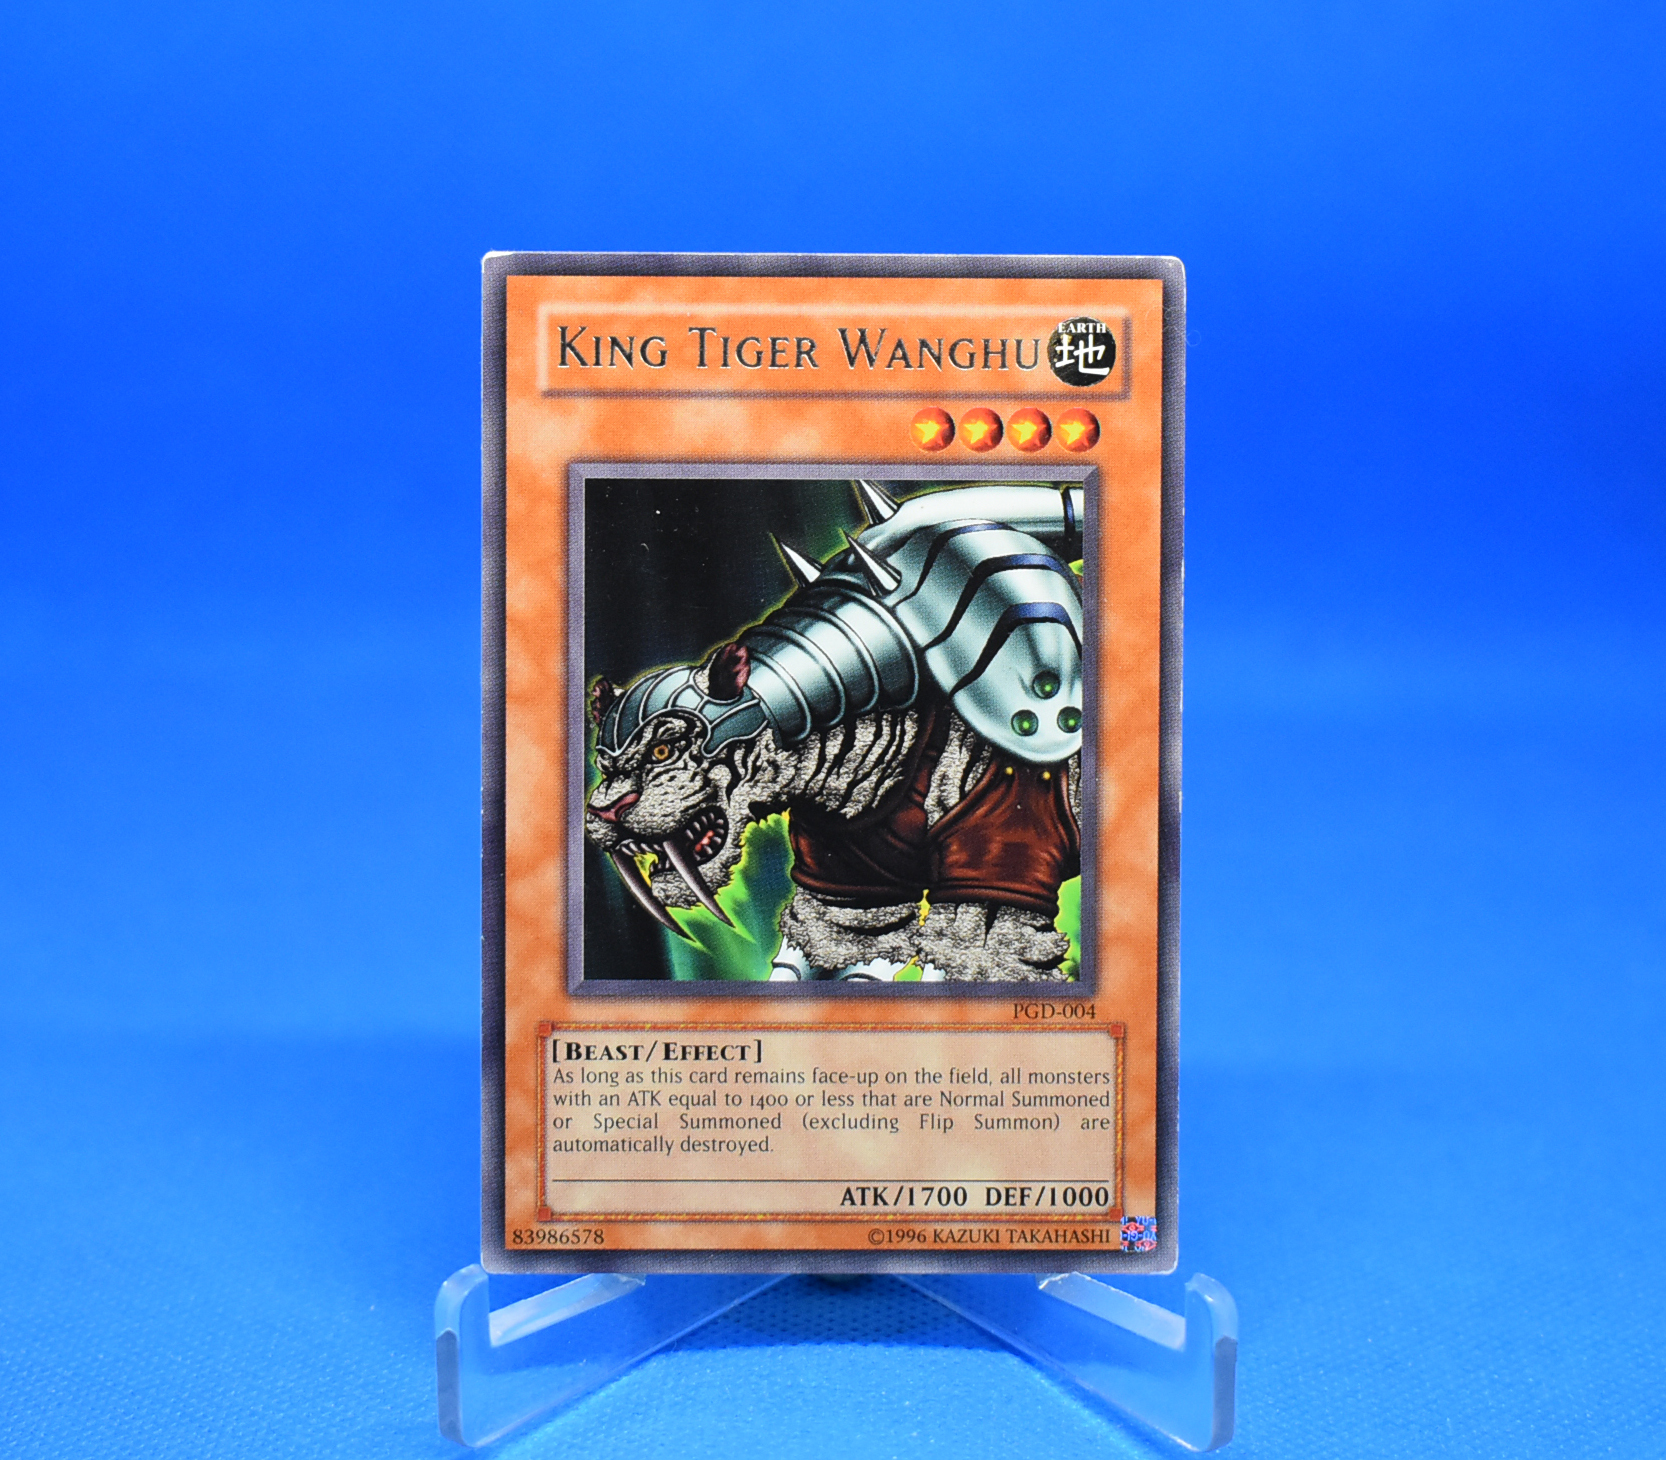 KING TIGER WANGHU
EARTH
地
PGD-004
[BEAST/EFFECT]
As long as this card remains face-up on the field, all monsters
with an ATK equal to 1400 or less that are Normal Summoned
or Special Summoned (excluding Flip Summon) are
automatically destroyed.
ATK/1700 DEF/1000
83986578
©1996 KAZUKI TAKAHASHI